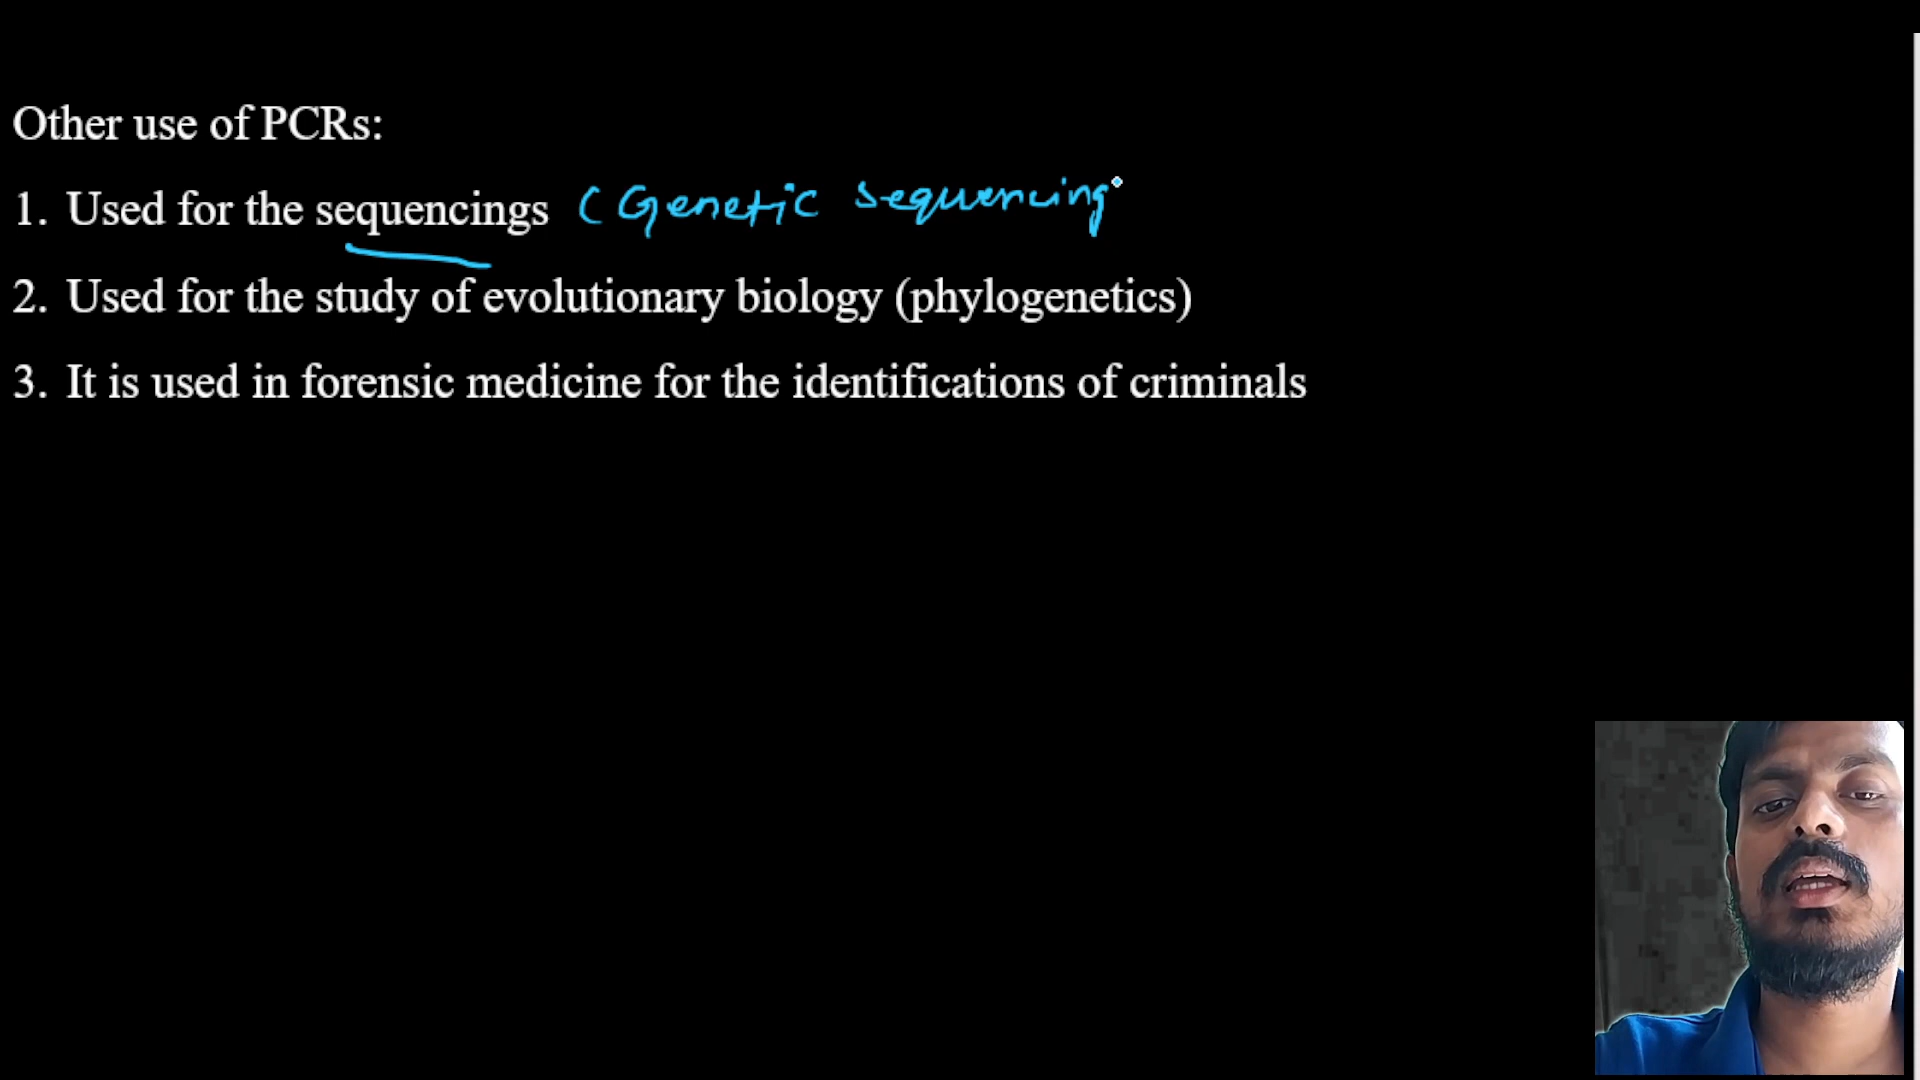 Other use of PCRs:
1. Used for the sequencings ( Genetic sequencing
2. Used for the study of evolutionary biology (phylogenetics)
3. It is used in forensic medicine for the identifications of criminals